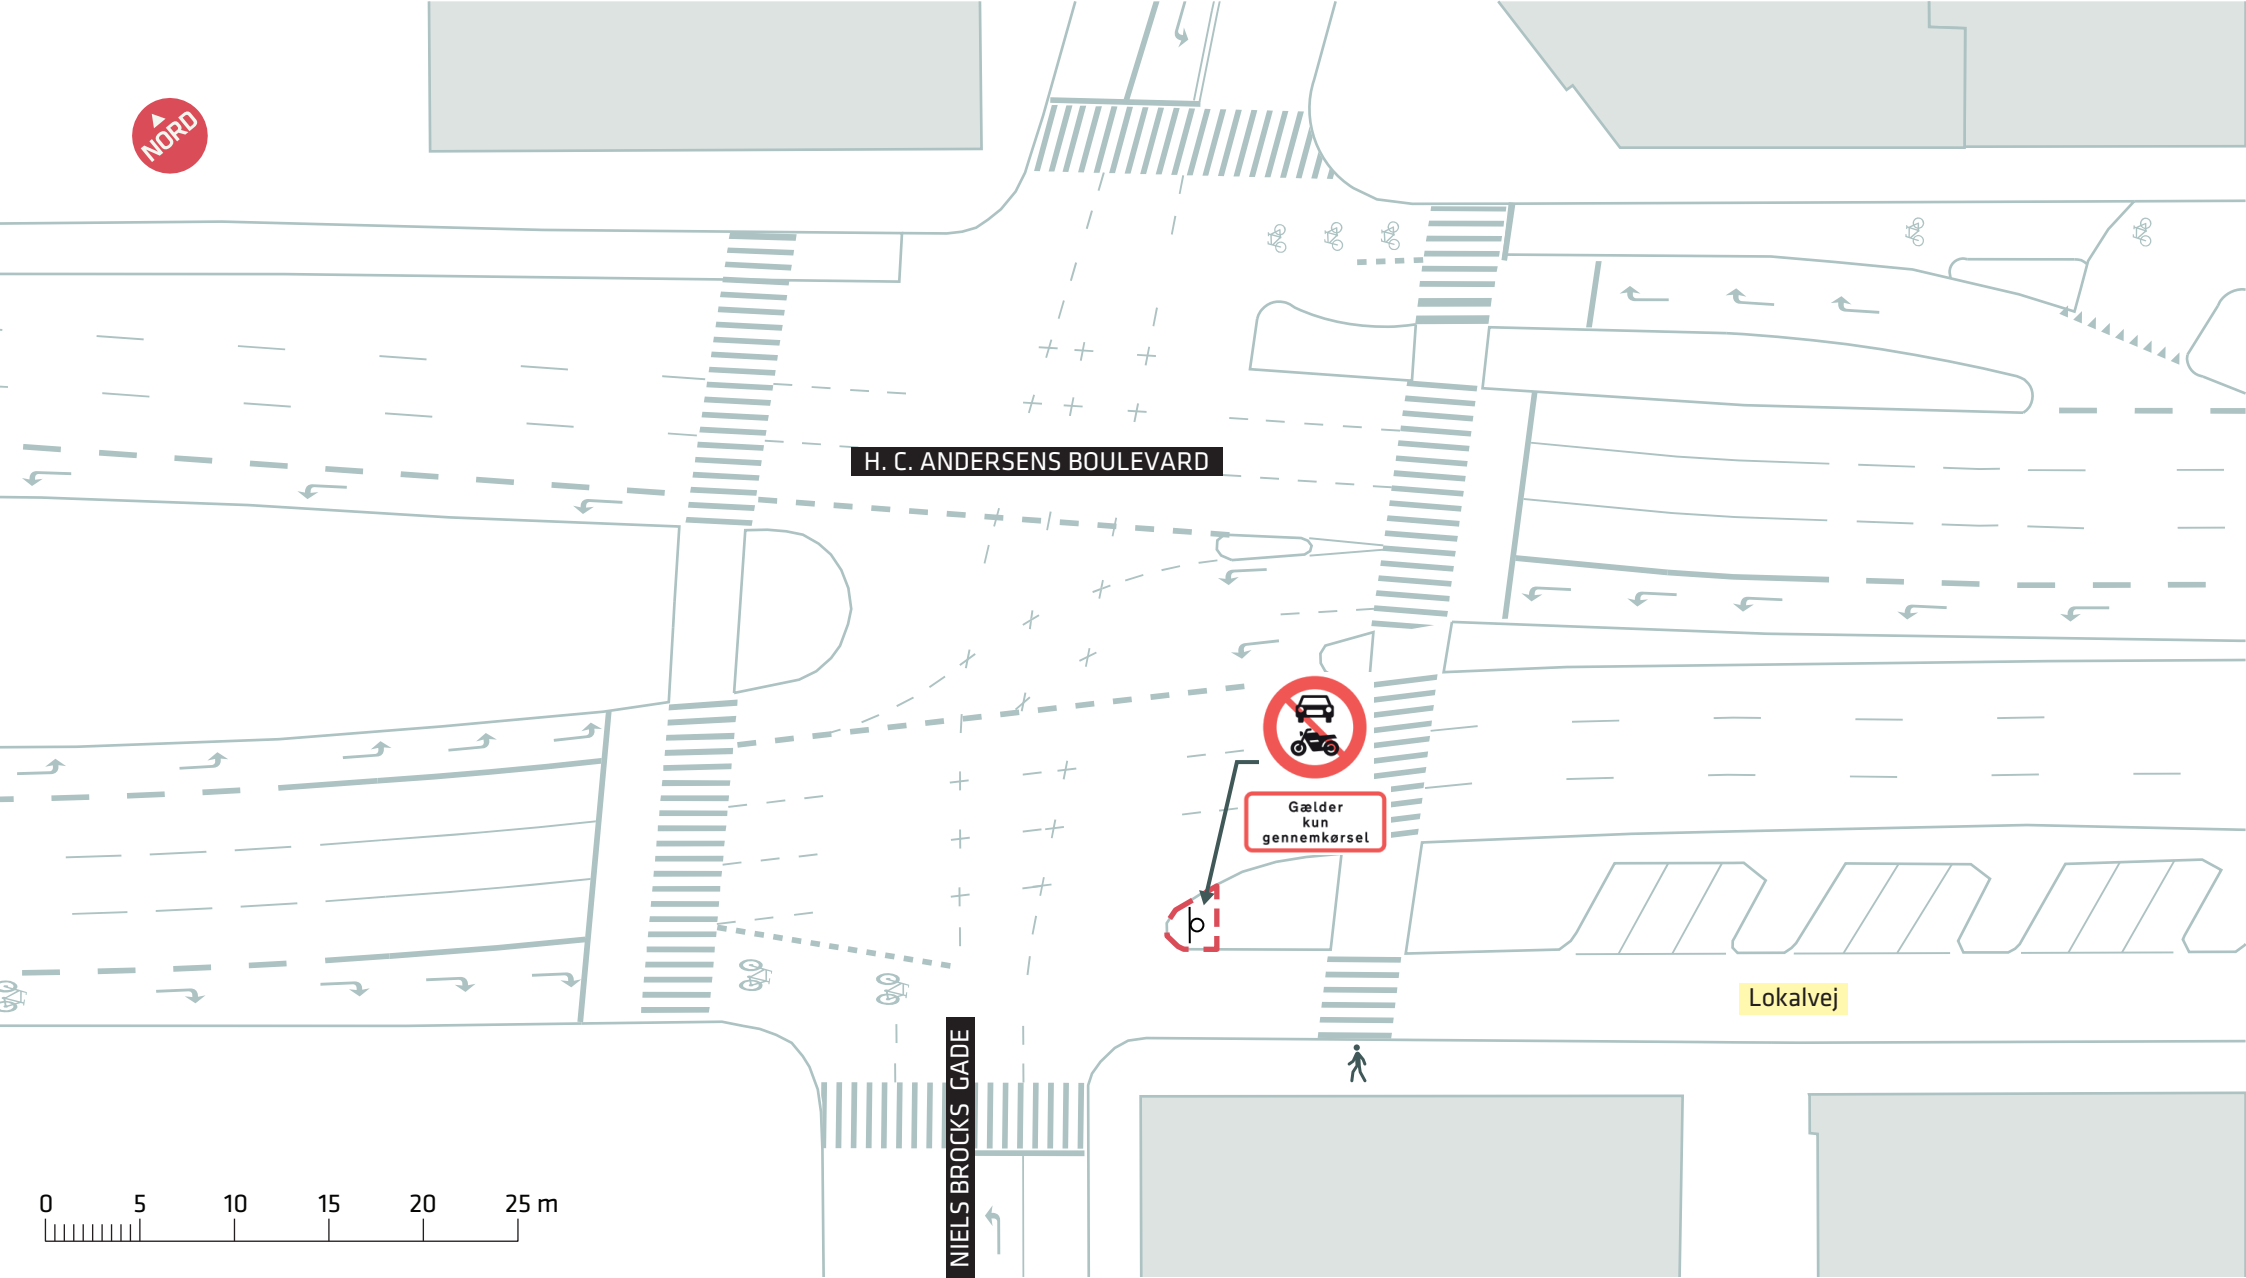 NORD
H. C. ANDERSENS BOULEVARD
Gælder
kun
gennemkørsel
Lokalvej
NIELS BROCKS GADE
0 5 10 15 20 25 m